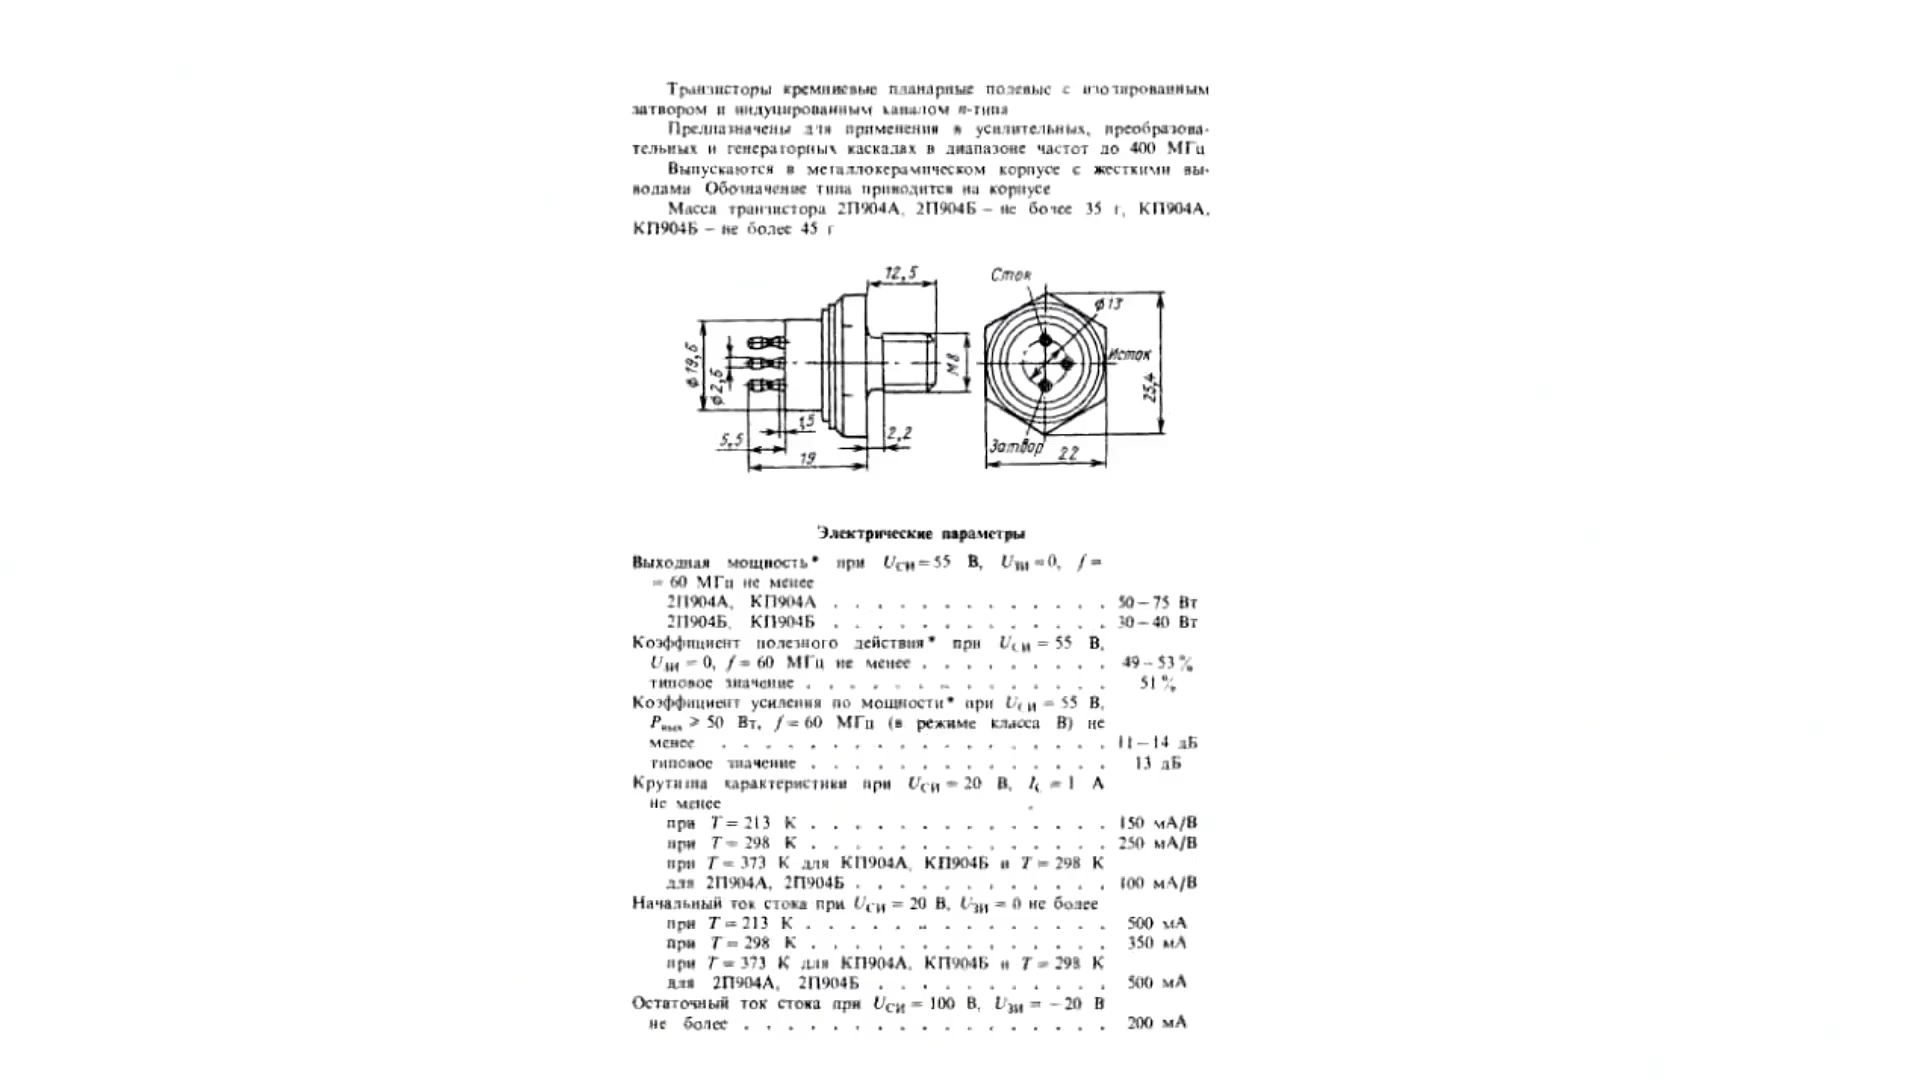 Транзисторы кремниевые планарные полевые с изолированным
затвором и индуцированным каналом n-типа
Предназначены для применения в усилительных, преобразова-
тельных и генераторных каскадах в диапазоне частот до 400 МГц
Выпускаются в металлокерамическом корпусе с жесткими вы-
водами Обозначение типа приводится на корпусе
Масса транзистора 2П904А, 2П904Б – не более 35 г, КП904А,
КП904Б – не более 45 г
12,5
Сток
ϕ13
ϕ19,6
ϕ2,6
М8
Исток
25,4
1,5
5,5
2,2
19
Затвор
22
Электрические параметры
Выходная мощность* при UСИ = 55 В, UЗИ = 0, f =
= 60 МГц не менее
2П904А, КП904А . . . . . . . . . . . . . 50 – 75 Вт
2П904Б, КП904Б . . . . . . . . . . . . . 30 – 40 Вт
Коэффициент полезного действия* при UСИ = 55 В,
UЗИ = 0, f = 60 МГц не менее . . . . . . . . . 49 – 53 %
типовое значение . . . . . . . . . . . . . . 51 %
Коэффициент усиления по мощности* при UСИ = 55 В,
Pвых > 50 Вт, f = 60 МГц (в режиме класса В) не
менее . . . . . . . . . . . . . . . . . . 11 – 14 дБ
типовое значение . . . . . . . . . . . . . . 13 дБ
Крутизна характеристики при UСИ = 20 В, IС = 1 А
не менее
при T = 213 К . . . . . . . . . . . . . . 150 мА/В
при T = 298 К . . . . . . . . . . . . . . 250 мА/В
при T = 373 К для КП904А, КП904Б и T = 298 К
для 2П904А, 2П904Б . . . . . . . . . . . . 100 мА/В
Начальный ток стока при UСИ = 20 В, UЗИ = 0 не более
при T = 213 К . . . . . . . . . . . . . . 500 мА
при T = 298 К . . . . . . . . . . . . . . 350 мА
при T = 373 К для КП904А, КП904Б и T = 298 К
для 2П904А, 2П904Б . . . . . . . . . . . 500 мА
Остаточный ток стока при UСИ = 100 В, UЗИ = – 20 В
не более . . . . . . . . . . . . . . . . . 200 мА